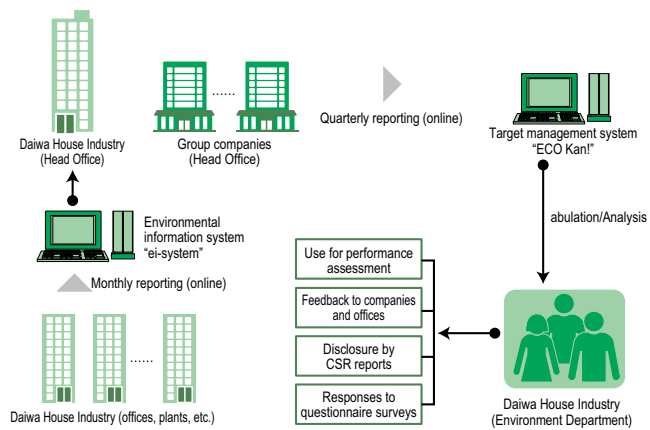 Daiwa House Industry
(Head Office)
......
Group companies
(Head Office)
Quarterly reporting (online)
Target management system
“ECO Kan!”
Environmental
information system
“ei-system”
Monthly reporting (online)
......
Daiwa House Industry (offices, plants, etc.)
abulation/Analysis
Use for performance
assessment
Feedback to companies
and offices
Disclosure by
CSR reports
Responses to
questionnaire surveys
Daiwa House Industry
(Environment Department)